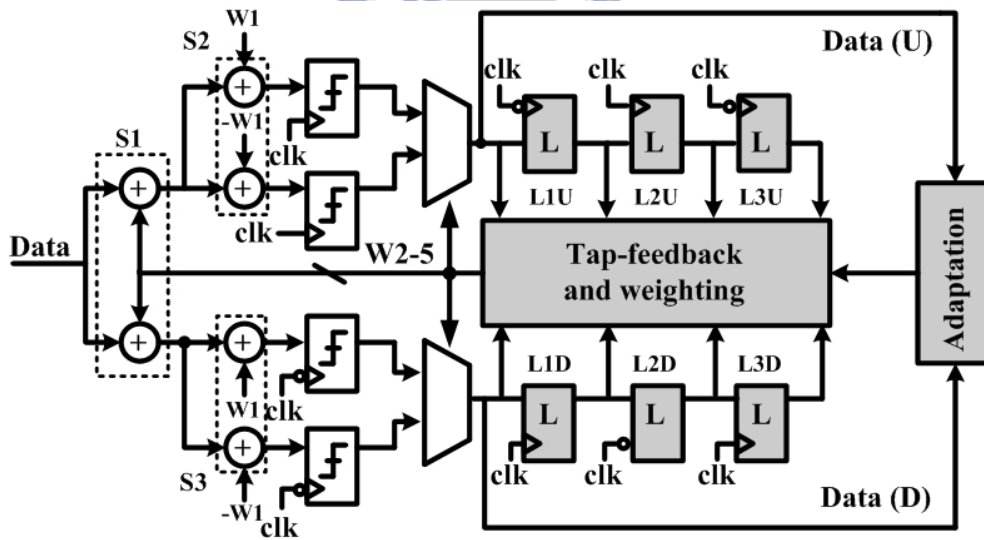 W1
S2
Data (U)
clk
clk
clk
-W1
S1
clk
L
L
L
L1U
L2U
L3U
clk
Data
W2-5
Tap-feedback
and weighting
Adaptation
L1D
L2D
L3D
W1
clk
L
L
L
S3
-W1
clk
clk
clk
clk
Data (D)